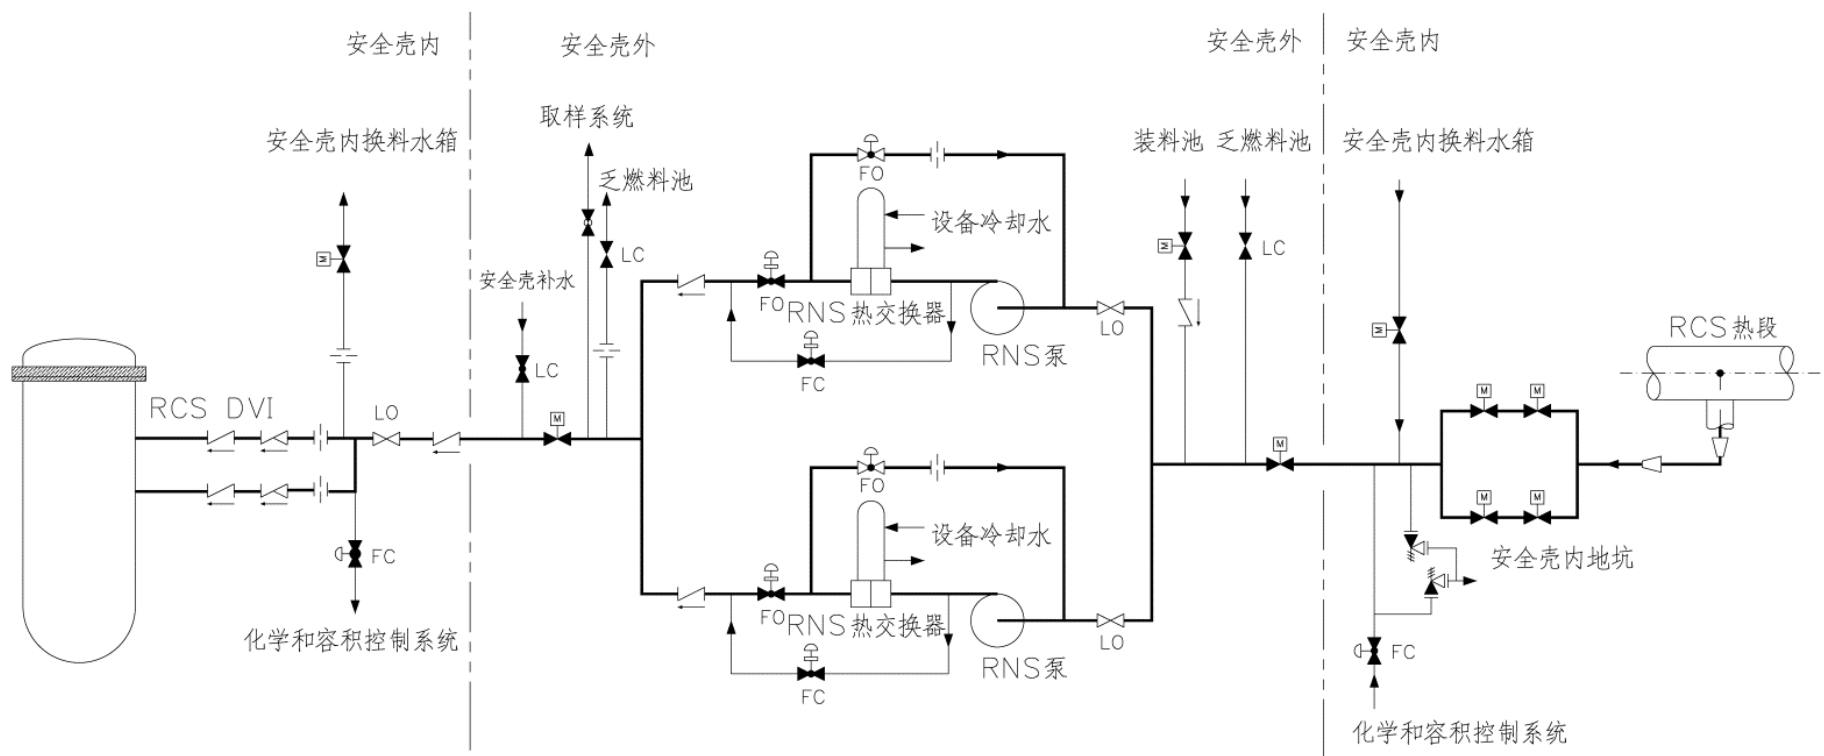 安全壳内
安全壳外
安全壳外
安全壳内
取样系统
安全壳内换料水箱
装料池
乏燃料池
安全壳内换料水箱
FO
乏燃料池
设备冷却水
M
LC
M
LC
安全壳补水
FO
RNS热交换器
LO
M
RCS热段
RNS泵
LC
FC
M
M
RCS DVI
LO
M
M
FO
M
M
设备冷却水
FC
安全壳内地坑
FO
RNS热交换器
LO
化学和容积控制系统
FC
RNS泵
FC
化学和容积控制系统